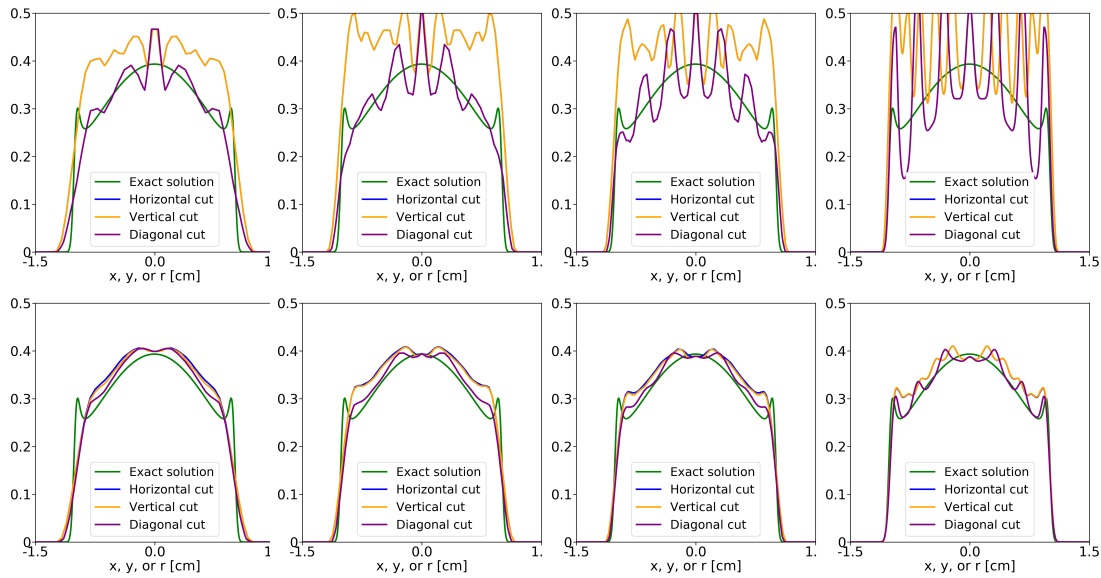 0.5 0.5 0.5 0.5
0.4 0.4 0.4 0.4
0.3 0.3 0.3 0.3
0.2 0.2 0.2 0.2
Exact solution Exact solution Exact solution Exact solution
Horizontal cut Horizontal cut Horizontal cut Horizontal cut
0.1 0.1 0.1 0.1
Vertical cut Vertical cut Vertical cut Vertical cut
Diagonal cut Diagonal cut Diagonal cut Diagonal cut
0 0 0 0
-1.5 0.0 1 -1.5 0.0 1. -1.5 0.0 1. -1.5 0.0 1.5
x, y, or r [cm] x, y, or r [cm] x, y, or r [cm] x, y, or r [cm]
0.5 0.5 0.5 0.5
0.4 0.4 0.4 0.4
0.3 0.3 0.3 0.3
0.2 0.2 0.2 0.2
Exact solution Exact solution Exact solution Exact solution
Horizontal cut Horizontal cut Horizontal cut Horizontal cut
0.1 0.1 0.1 0.1
Vertical cut Vertical cut Vertical cut Vertical cut
Diagonal cut Diagonal cut Diagonal cut Diagonal cut
0 0 0 0
-1.5 0.0 1 -1.5 0.0 1. -1.5 0.0 1. -1.5 0.0 1.5
x, y, or r [cm] x, y, or r [cm] x, y, or r [cm] x, y, or r [cm]